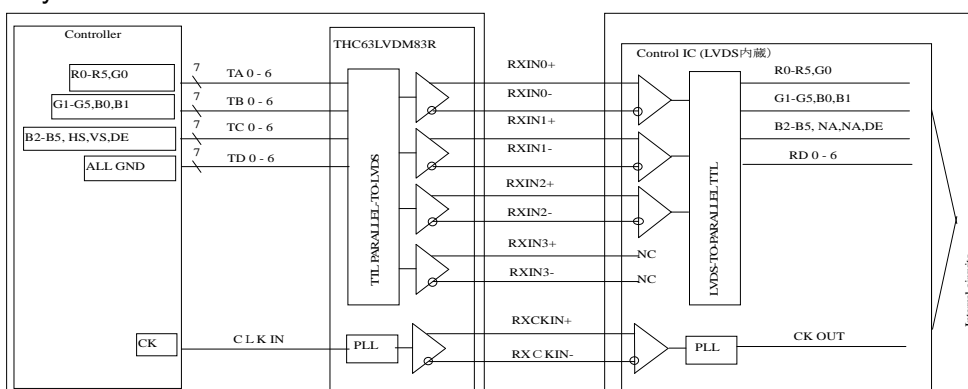 Controller
R0-R5,G0
G1-G5,B0,B1
B2-B5, HS,VS,DE
ALL GND
CK
7
TA 0 - 6
7
TB 0 - 6
7
TC 0 - 6
7
TD 0 - 6
CLK IN
THC63LVDM83R
TTL PARALLEL-TO-LVDS
PLL
RXIN0+
RXIN0-
RXIN1+
RXIN1-
RXIN2+
RXIN2-
RXIN3+
RXIN3-
RXCKIN+
RXCKIN-
Control IC (LVDS内蔵)
NC
NC
LVDS-TO-PARALLEL TTL
PLL
R0-R5,G0
G1-G5,B0,B1
B2-B5, NA,NA,DE
RD 0 - 6
CK OUT